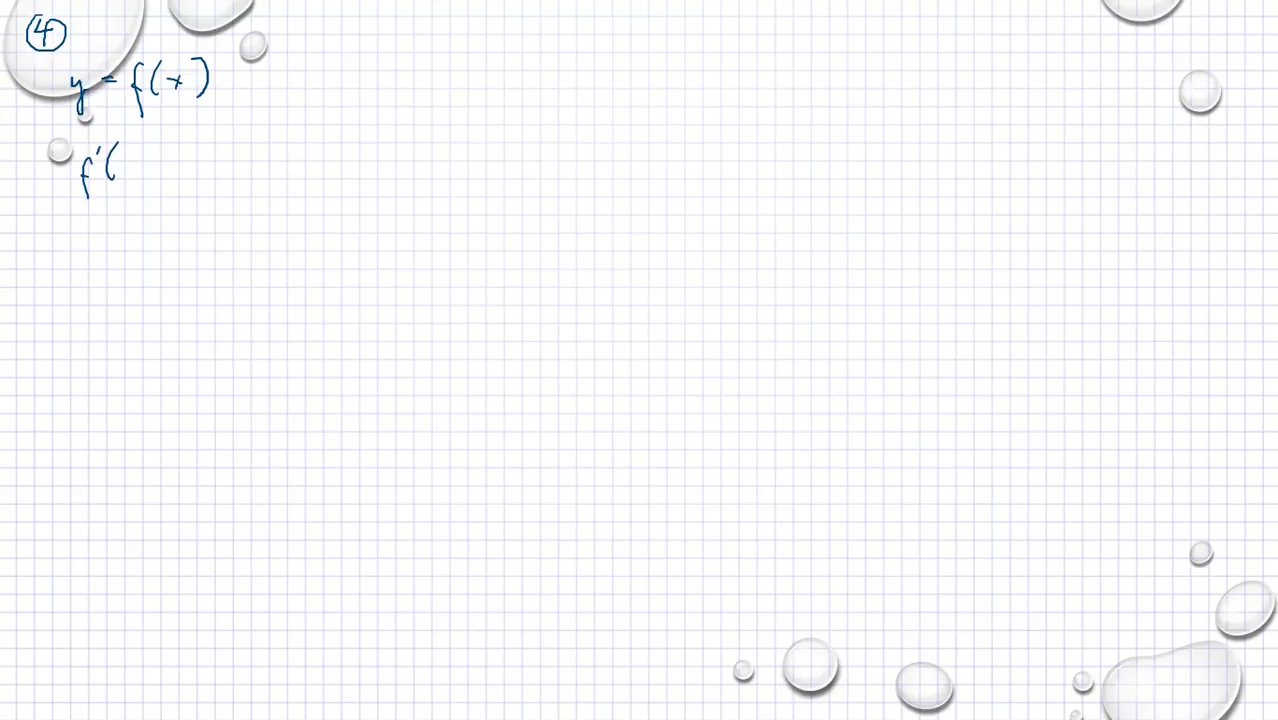 ④
y = f(x)
f'(